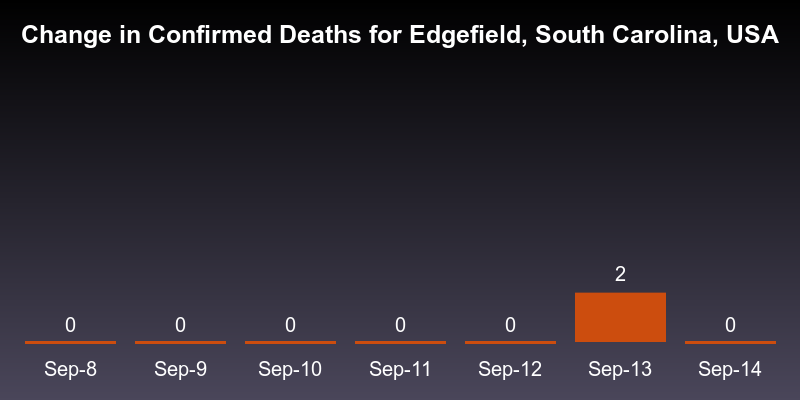 Change in Confirmed Deaths for Edgefield, South Carolina, USA
0 0 0 0 0 2 0
Sep-8 Sep-9 Sep-10 Sep-11 Sep-12 Sep-13 Sep-14